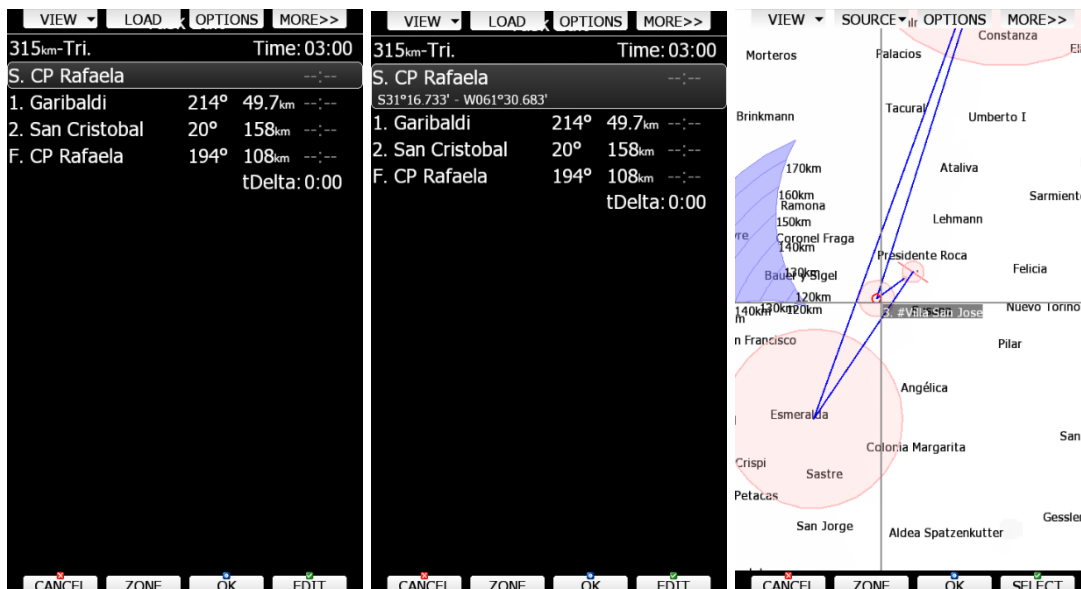 VIEW LOAD OPTIONS MORE>>
315km-Tri. Time: 03:00
S. CP Rafaela --:--
1. Garibaldi 214° 49.7km --:--
2. San Cristobal 20° 158km --:--
F. CP Rafaela 194° 108km --:--
tDelta: 0:00
CANCEL ZONE OK EDIT
VIEW LOAD OPTIONS MORE>>
315km-Tri. Time: 03:00
S. CP Rafaela --:--
S31°16.733' - W061°30.683'
1. Garibaldi 214° 49.7km --:--
2. San Cristobal 20° 158km --:--
F. CP Rafaela 194° 108km --:--
tDelta: 0:00
CANCEL ZONE OK EDIT
VIEW SOURCE OPTIONS MORE>>
Constanza
Morteros
Palacios
Tacural
Brinkmann
Umberto I
170km
Ataliva
160km
Ramona
Sarmient
150km
Lehmann
Coronel Fraga
140km
Presidente Roca
130km
Felicia
120km
140km 130km 120km
3. #Villa San Jose
Nuevo Torino
n Francisco
Pilar
Angélica
Esmeralda
San
Colonia Margarita
Crispi
Sastre
Petacas
San Jorge
Aldea Spatzenkutter
Gessler
CANCEL ZONE OK SELECT